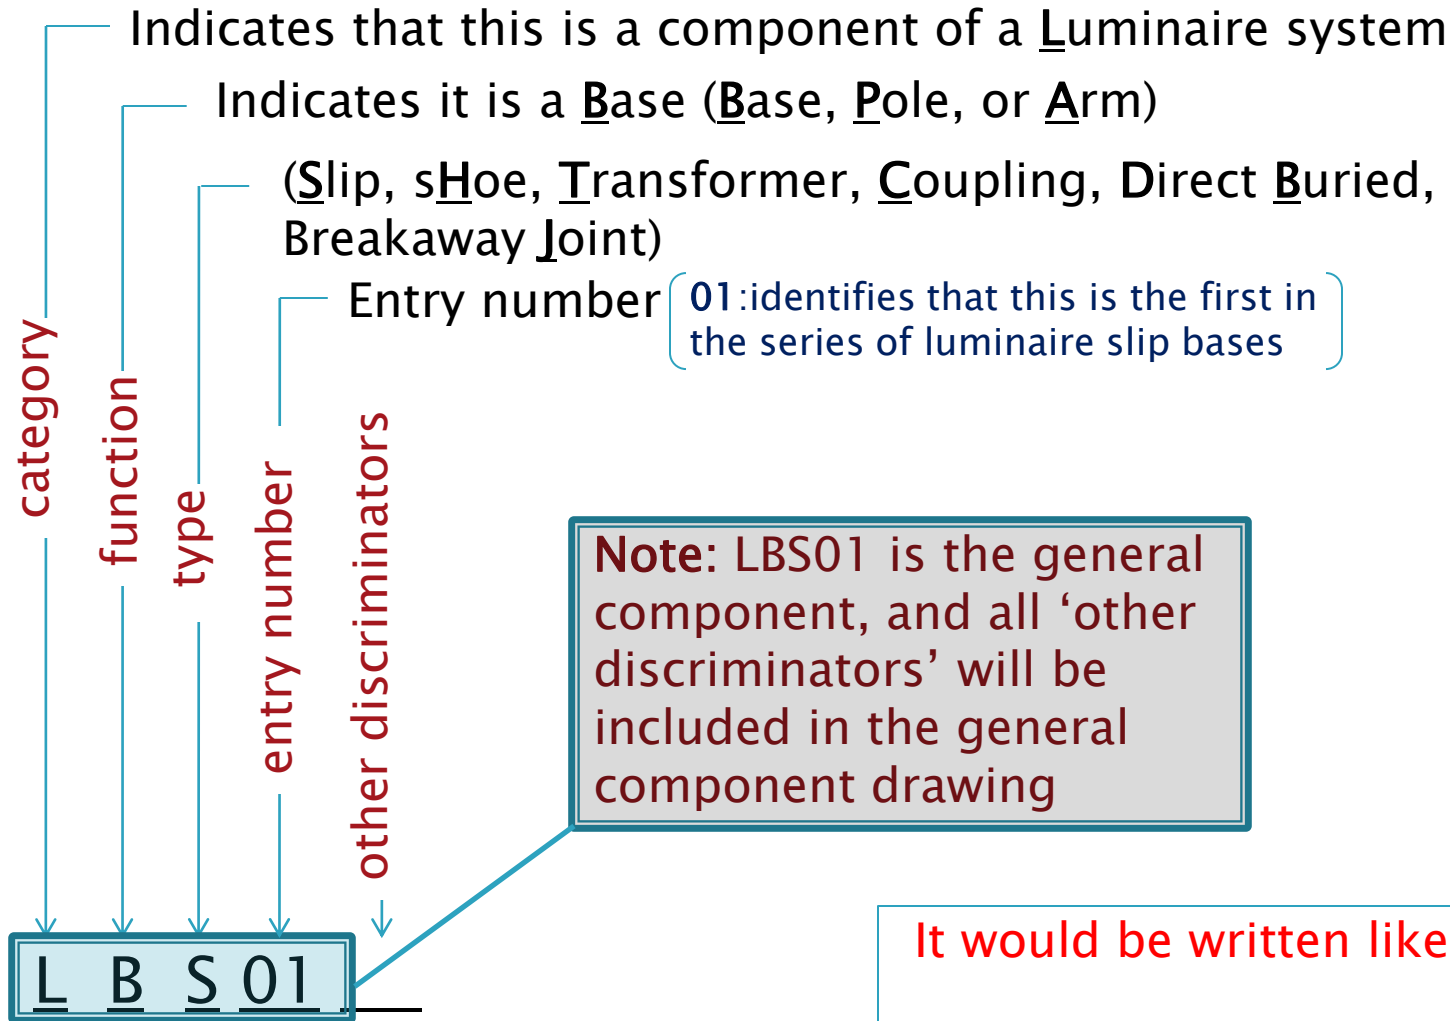 Indicates that this is a component of a Luminaire system
Indicates it is a Base (Base, Pole, or Arm)
(Slip, sHoe, Transformer, Coupling, Direct Buried,
Breakaway Joint)
Entry number
01:identifies that this is the first in
the series of luminaire slip bases
category
function
type
entry number
other discriminators
Note: LBS01 is the general
component, and all ‘other
discriminators’ will be
included in the general
component drawing
It would be written like
L B S 01